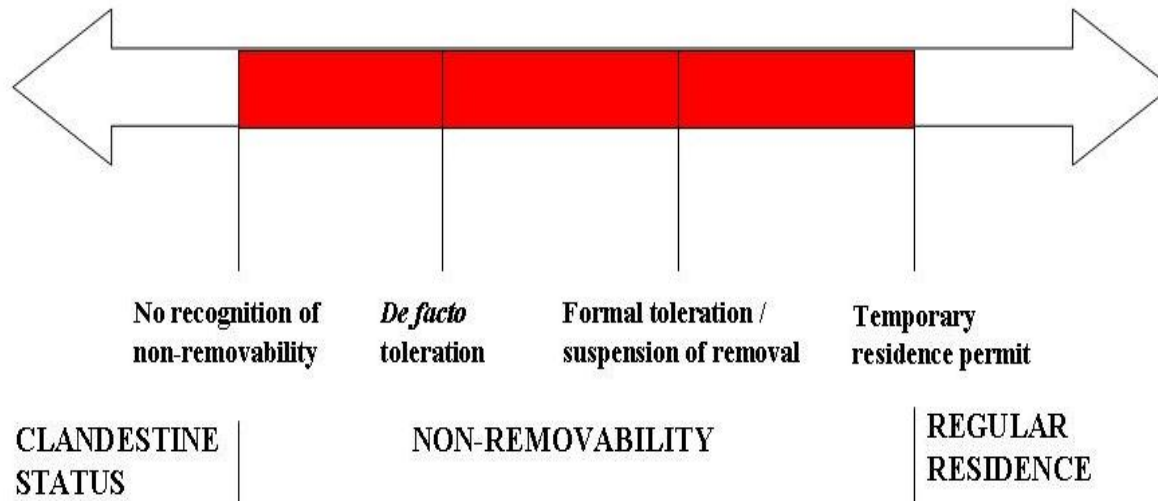 No recognition of
non-removability
De facto
toleration
Formal toleration /
suspension of removal
Temporary
residence permit
CLANDESTINE
STATUS
NON-REMOVABILITY
REGULAR
RESIDENCE